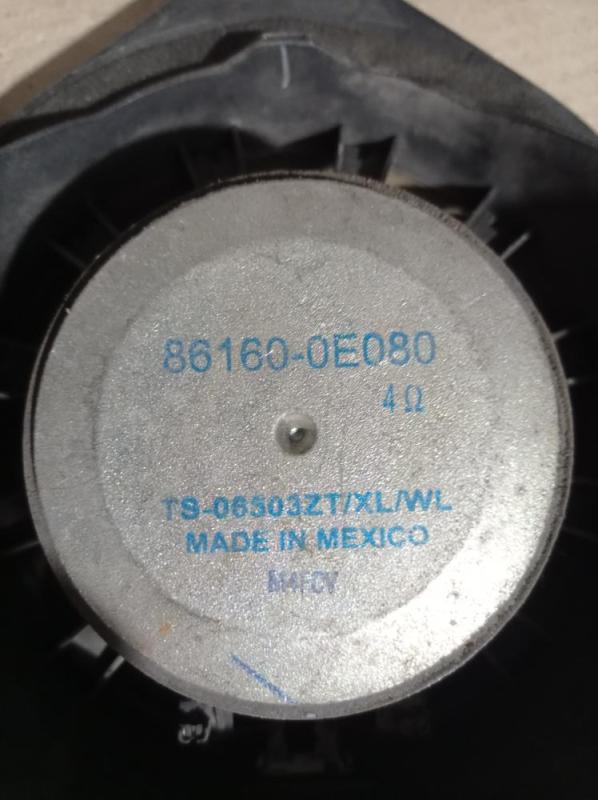 86160-0E080
4Ω
TS-06503ZT/XL/WL
MADE IN MEXICO